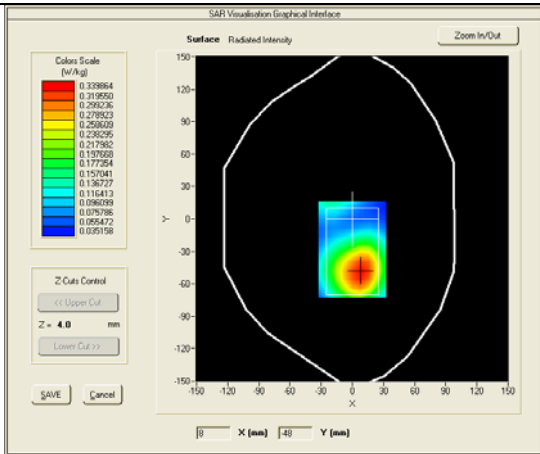 SAR Visualisation Graphical Interface
Surface Radiated Intensity
Zoom In/Out
Colors Scale
(W/kg)
0.339864
0.319550
0.299236
0.278923
0.258609
0.238295
0.217982
0.197668
0.177354
0.157041
0.136727
0.116413
0.096099
0.075786
0.055472
0.035158
Z-Cuts Control
<< Upper Cut
Z = 4.0 mm
Lower Cut >>
SAVE Cancel
150
120
90
60
30
0
-30
-60
-90
-120
-150
Y
-150 -120 -90 -60 -30 0 30 60 90 120 150
X
8 X (mm) -48 Y (mm)